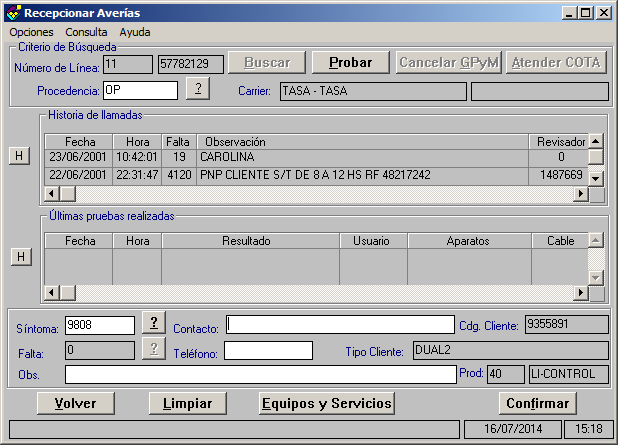 Recepcionar Averías
Opciones Consulta Ayuda
Criterio de Búsqueda
Número de Línea: 11 57782129 Buscar Probar Cancelar GPyM Atender COTA
Procedencia: OP ? Carrier: TASA - TASA
Historia de llamadas
H
Fecha Hora Falta Observación Revisador
23/06/2001 10:42:01 19 CAROLINA 0
22/06/2001 22:31:47 4120 PNP CLIENTE S/T DE 8 A 12 HS RF 48217242 1487669
Últimas pruebas realizadas
H
Fecha Hora Resultado Usuario Aparatos Cable
Síntoma: 9808 ? Contacto: Cdg. Cliente: 9355891
Falta: 0 ? Teléfono: Tipo Cliente: DUAL2
Obs. Prod: 40 LI-CONTROL
Volver Limpiar Equipos y Servicios Confirmar
16/07/2014 15:18